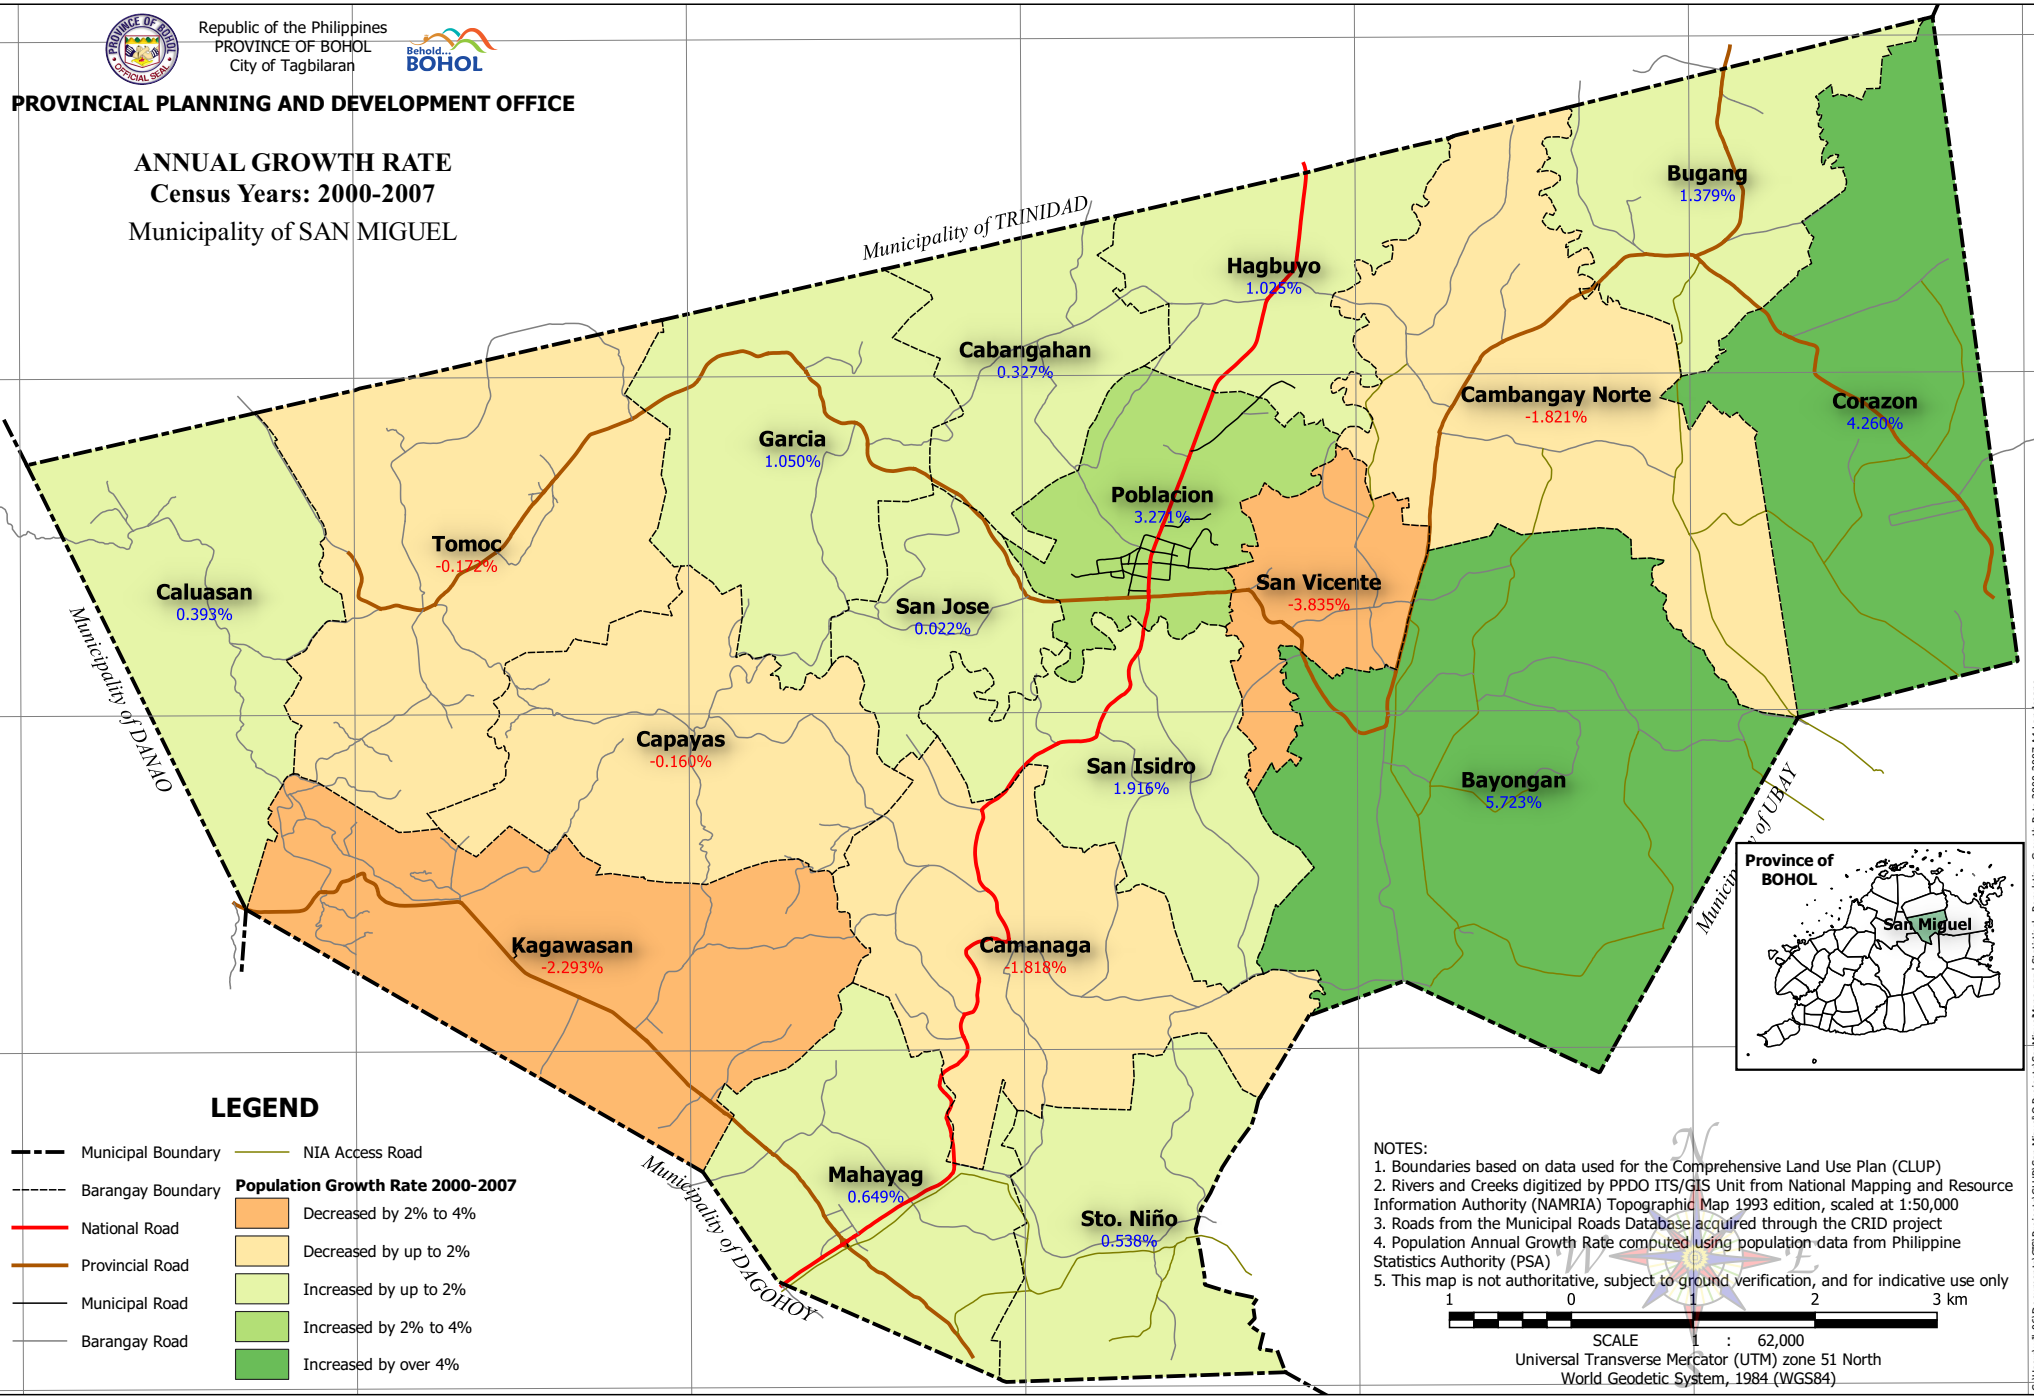 Republic of the Philippines
PROVINCE OF BOHOL
City of Tagbilaran
PROVINCE OF BOHOL
OFFICIAL SEAL
Behold...
BOHOL
PROVINCIAL PLANNING AND DEVELOPMENT OFFICE
ANNUAL GROWTH RATE
Census Years: 2000-2007
Municipality of SAN MIGUEL
Municipality of TRINIDAD
Bugang
1.379%
Hagbuyo
1.025%
Cabangahan
0.327%
Cambangay Norte
-1.821%
Corazon
4.260%
Garcia
1.050%
Poblacion
3.271%
Tomoc
-0.172%
San Vicente
-3.835%
Caluasan
0.393%
San Jose
0.022%
Municipality of DANAO
Capayas
-0.160%
San Isidro
1.916%
Bayongan
5.723%
Municipality of UBAY
Kagawasan
-2.293%
Camanaga
-1.818%
Mahayag
0.649%
Sto. Niño
0.538%
Municipality of DAGOHOY
Province of
BOHOL
San Miguel
LEGEND
Municipal Boundary
Barangay Boundary
National Road
Provincial Road
Municipal Road
Barangay Road
NIA Access Road
Population Growth Rate 2000-2007
Decreased by 2% to 4%
Decreased by up to 2%
Increased by up to 2%
Increased by 2% to 4%
Increased by over 4%
NOTES:
1. Boundaries based on data used for the Comprehensive Land Use Plan (CLUP)
2. Rivers and Creeks digitized by PPDO ITS/GIS Unit from National Mapping and Resource
Information Authority (NAMRIA) Topographic Map 1993 edition, scaled at 1:50,000
3. Roads from the Municipal Roads Database acquired through the CRID project
4. Population Annual Growth Rate computed using population data from Philippine
Statistics Authority (PSA)
5. This map is not authoritative, subject to ground verification, and for indicative use only
N
W
E
S
1 0 1 2 3 km
SCALE 1 : 62,000
Universal Transverse Mercator (UTM) zone 51 North
World Geodetic System, 1984 (WGS84)